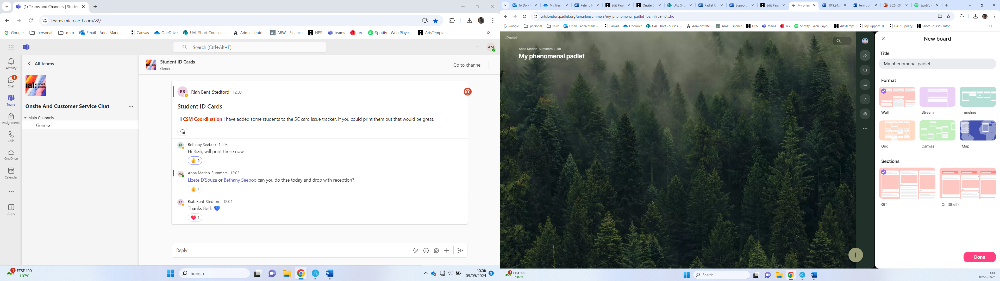 (1) Teams and Channels | Stude
teams.microsoft.com/v2/
Google personal miro Email - Anna Marle... Canvas OneDrive UAL Short Courses -... Administrate - ABW - Finance HPS teams rex Spotify - Web Playe... ArtsTemps »
Search (Ctrl+Alt+E)
AM
Activity
Chat
1
Teams
Assignments
Calls
OneDrive
Calendar
Apps
All teams
ual: short
Onsite And Customer Service Chat
Main Channels
General
Student ID Cards
General
Go to channel
RB Riah Bent-Stedford 12:03
Student ID Cards
Hi CSM Coordination I have added some students to the SC card issue tracker. If you could print them out that would be great.
BS Bethany Seeboo 12:03
Hi Riah, will print these now
👍 2
AM Anna Marlen-Summers 12:03
Lizete D'Souza or Bethany Seeboo can you do thse today and drop with reception?
👍 1
RB Riah Bent-Stedford 12:04
Thanks Beth 💙
❤️ 1
Reply
1 FTSE 100
+1.07%
Search
15:56
09/09/2024
9
To Do - A My files Pete rolli Edit Page Onsite C UAL Shor Padlet Q Supporti Edit Page My phen 10.9.24.d terms of 2024 09 Spotify -
artslondon.padlet.org/amarlensummers/my-phenomenal-padlet-lb2nhl7u9msttdro
Google personal miro Email - Anna Marle... Canvas OneDrive UAL Short Courses -... Administrate - ABW - Finance HPS teams rex Spotify - Web Playe... ArtsTemps MySupport- IT UALSC policy Short Courses Tutor... »
:Padlet
Anna Marlen-Summers • 1m
My phenomenal padlet
New board
Title
My phenomenal padlet
Format
Wall Stream Timeline
Grid Canvas Map
Sections
Off On (Shelf)
Done
1 FTSE 100
+1.07%
Search
15:56
09/09/2024